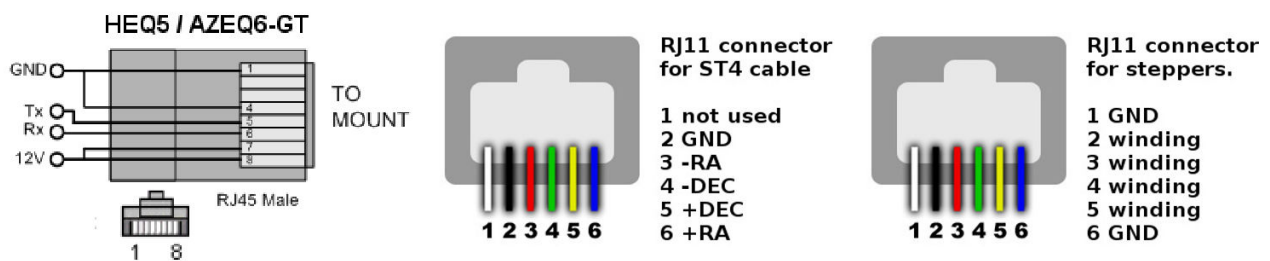 HEQ5 / AZEQ6-GT
GND
Tx
Rx
12V
1
4
5
6
7
8
TO
MOUNT
RJ45 Male
1 8
RJ11 connector
for ST4 cable
1 not used
2 GND
3 -RA
4 -DEC
5 +DEC
6 +RA
1 2 3 4 5 6
RJ11 connector
for steppers.
1 GND
2 winding
3 winding
4 winding
5 winding
6 GND
1 2 3 4 5 6